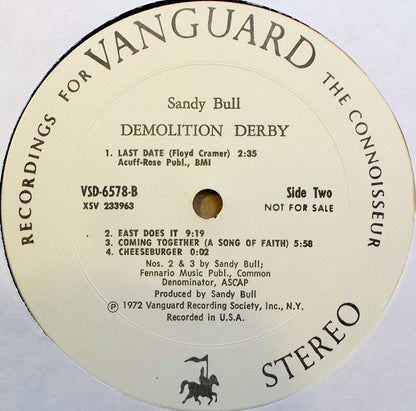 RECORDINGS FOR VANGUARD THE CONNOISSEUR
Sandy Bull
DEMOLITION DERBY
1. LAST DATE (Floyd Cramer) 2:35
Acuff-Rose Publ., BMI
VSD-6578-B
XSV 233963
Side Two
NOT FOR SALE
2. EAST DOES IT 9:19
3. COMING TOGETHER (A SONG OF FAITH) 5:58
4. CHEESEBURGER 0:02
Nos. 2 & 3 by Sandy Bull;
Fennario Music Publ., Common
Denominator, ASCAP
Produced by Sandy Bull
℗ 1972 Vanguard Recording Society, Inc., N.Y.
Recorded in U.S.A.
STEREO